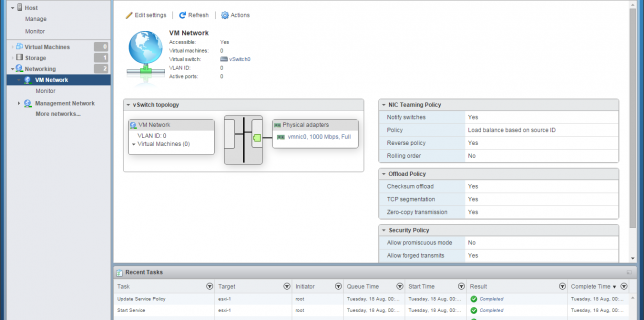 Host
Manage
Monitor
Virtual Machines 0
Storage 1
Networking 2
VM Network
Monitor
Management Network
More networks...
Edit settings Refresh Actions
VM Network
Accessible: Yes
Virtual machines: 0
Virtual switch: vSwitch0
VLAN ID: 0
Active ports: 0
vSwitch topology
VM Network
VLAN ID: 0
Virtual Machines (0)
Physical adapters
vmnic0, 1000 Mbps, Full
NIC Teaming Policy
Notify switches Yes
Policy Load balance based on source ID
Reverse policy Yes
Rolling order No
Offload Policy
Checksum offload Yes
TCP segmentation Yes
Zero-copy transmission Yes
Security Policy
Allow promiscuous mode No
Allow forged transmits Yes
Recent Tasks
Task Target Initiator Queue Time Start Time Result Complete Time
Update Service Policy esxi-1 root Tuesday, 18 Aug, 00:... Tuesday, 18 Aug, 00:... Completed Tuesday, 18 Aug, 00:...
Start Service esxi-1 root Tuesday, 18 Aug, 00:... Tuesday, 18 Aug, 00:... Completed Tuesday, 18 Aug, 00:...